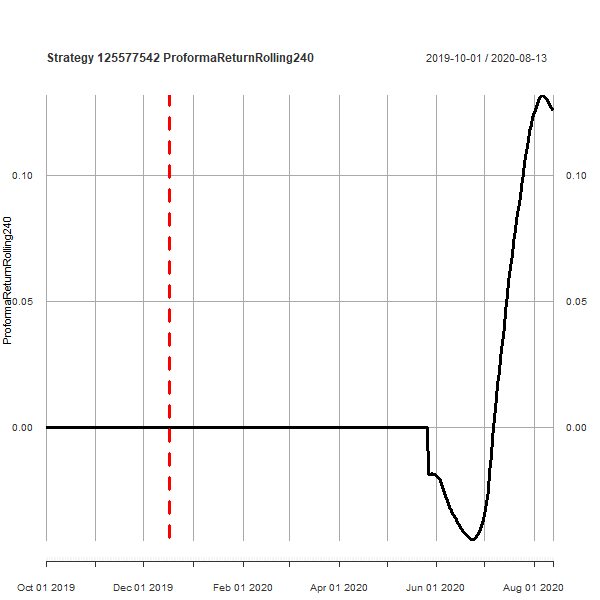 Strategy 125577542 ProformaReturnRolling240
2019-10-01 / 2020-08-13
ProformaReturnRolling240
0.10
0.05
0.00
0.10
0.05
0.00
Oct 01 2019
Dec 01 2019
Feb 01 2020
Apr 01 2020
Jun 01 2020
Aug 01 2020